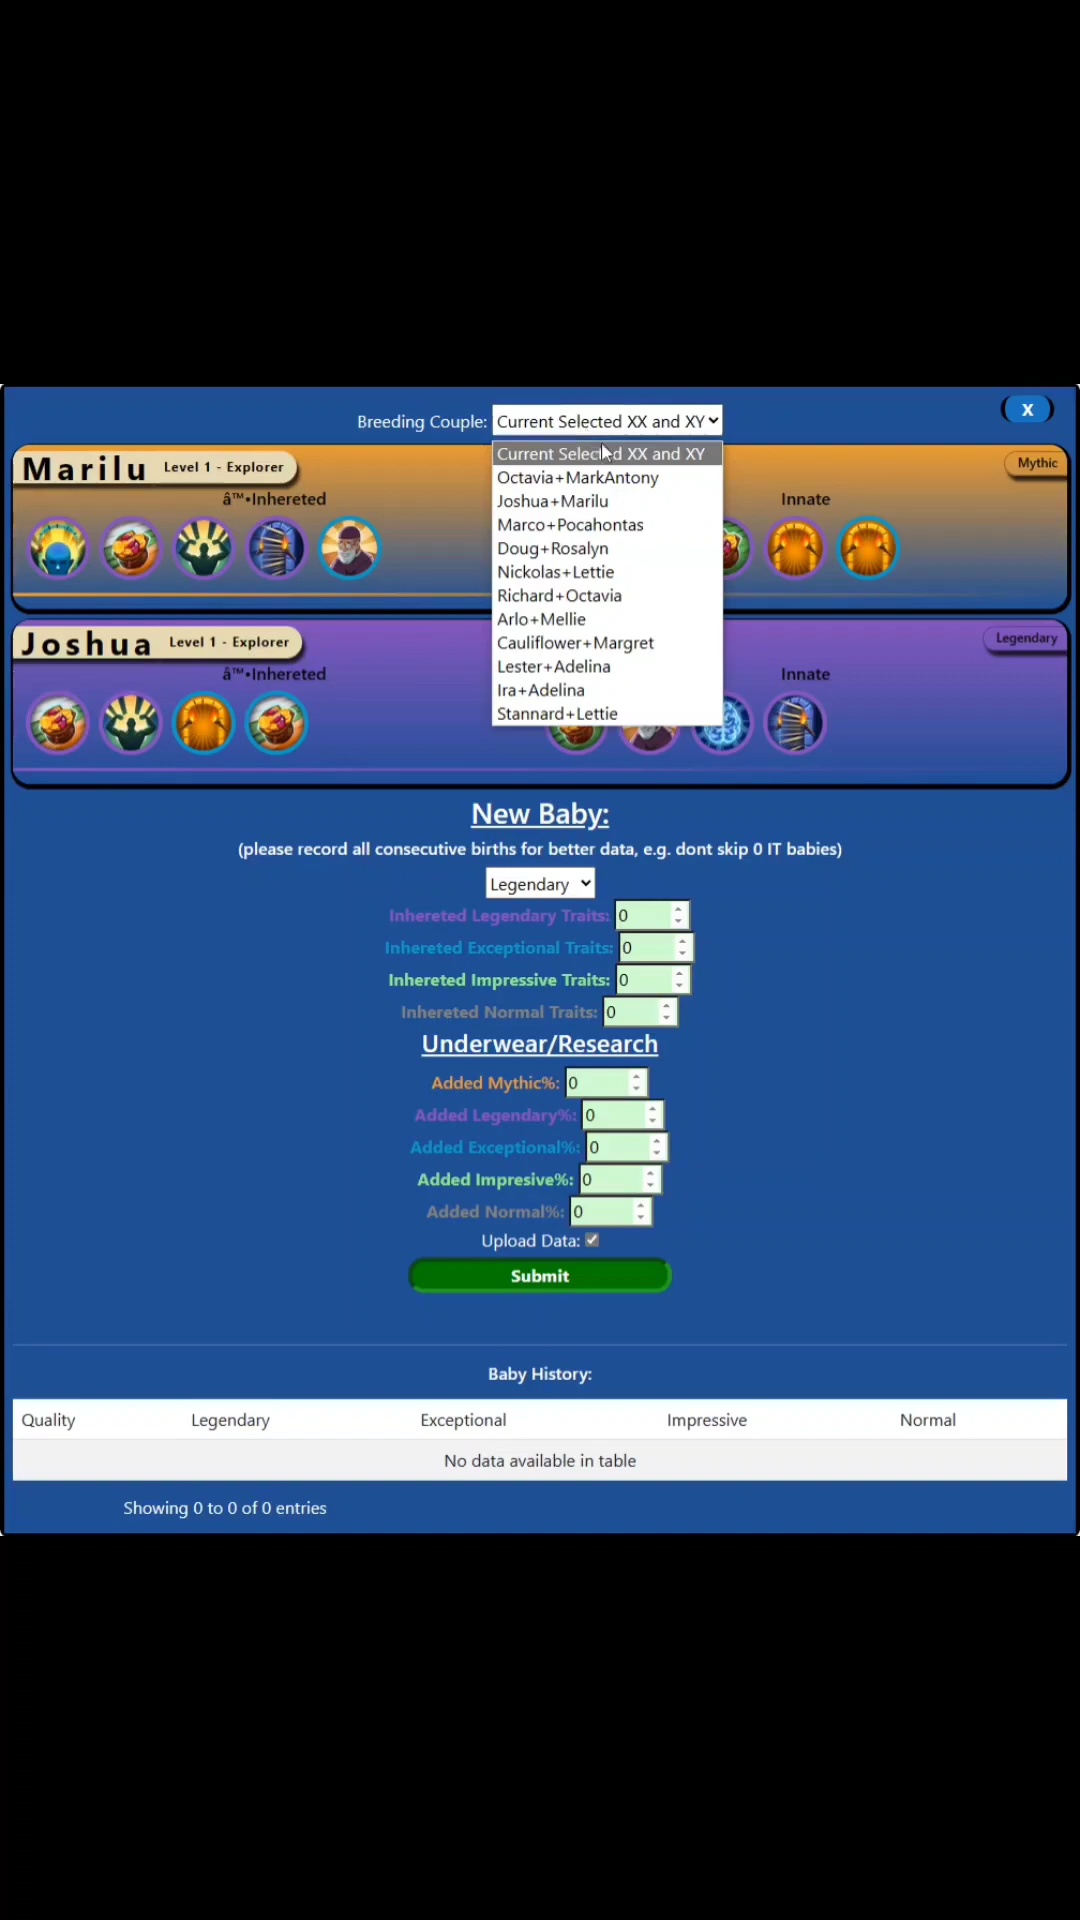 Breeding Couple: Current Selected XX and XY
X
Current Selected XX and XY
Octavia+MarkAntony
Joshua+Marilu
Marco+Pocahontas
Doug+Rosalyn
Nickolas+Lettie
Richard+Octavia
Arlo+Mellie
Cauliflower+Margret
Lester+Adelina
Ira+Adelina
Stannard+Lettie
Marilu Level 1 - Explorer
Mythic
â™•Inhereted
Innate
Joshua Level 1 - Explorer
Legendary
â™•Inhereted
Innate
New Baby:
(please record all consecutive births for better data, e.g. dont skip 0 IT babies)
Legendary
Inhereted Legendary Traits: 0
Inhereted Exceptional Traits: 0
Inhereted Impressive Traits: 0
Inhereted Normal Traits: 0
Underwear/Research
Added Mythic%: 0
Added Legendary%: 0
Added Exceptional%: 0
Added Impresive%: 0
Added Normal%: 0
Upload Data:
Submit
Baby History:
Quality Legendary Exceptional Impressive Normal
No data available in table
Showing 0 to 0 of 0 entries